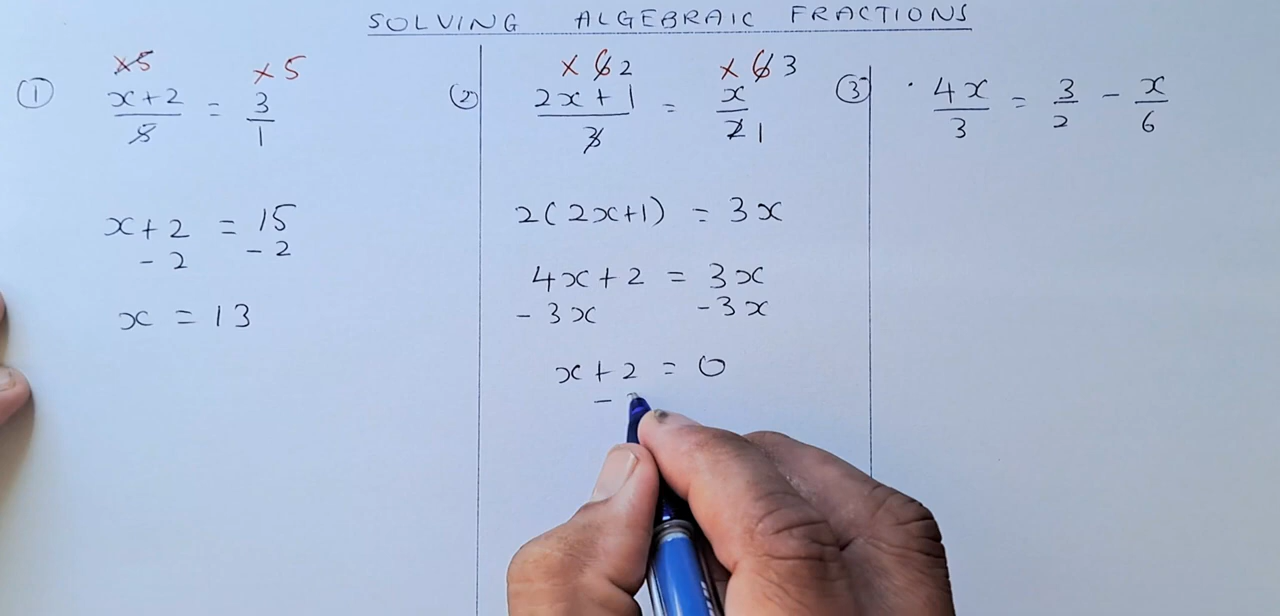 SOLVING ALGEBRAIC FRACTIONS
① ×5 ×5
x+2/5 = 3/1
x+2 = 15
-2 -2
x = 13
② ×6 2 ×6 3
2x+1/3 = x/2 1
2(2x+1) = 3x
4x+2 = 3x
-3x -3x
x+2 = 0
-
③ 4x/3 = 3/2 - x/6